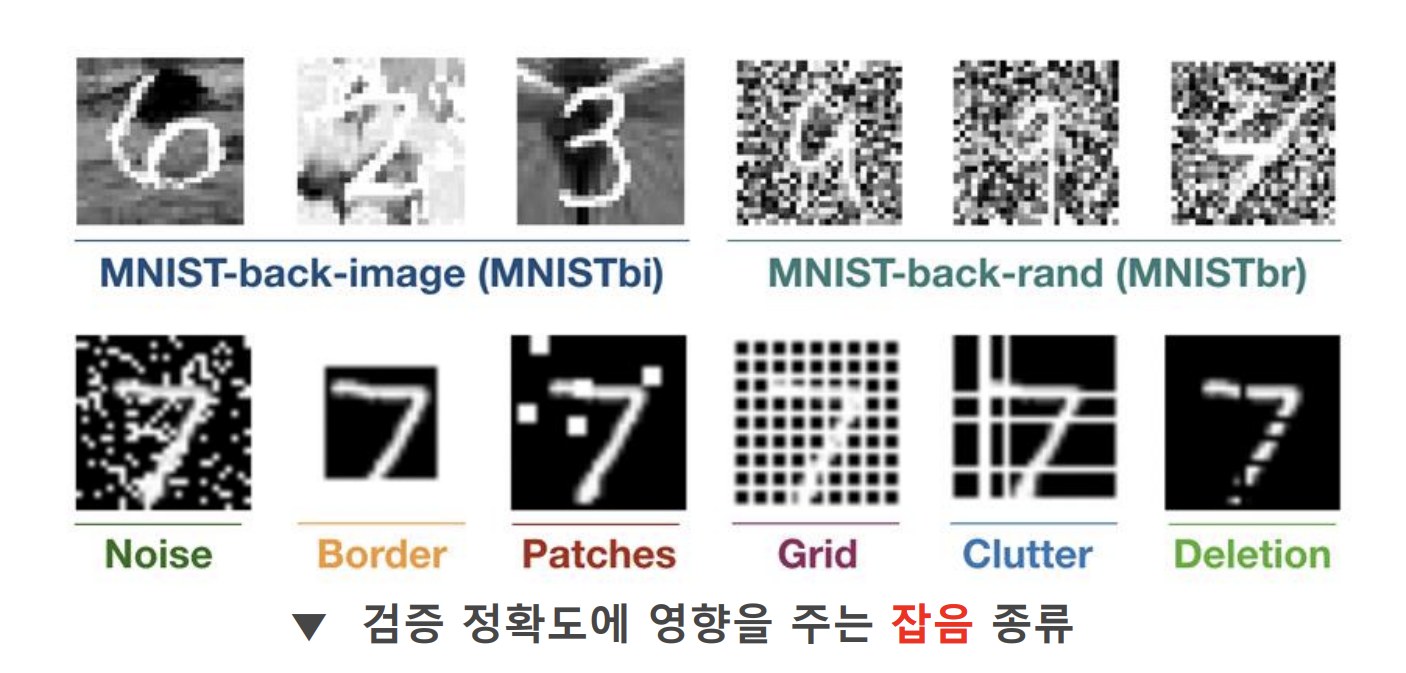 MNIST-back-image (MNISTbi) MNIST-back-rand (MNISTbr)
Noise Border Patches Grid Clutter Deletion
▼ 검증 정확도에 영향을 주는 잡음 종류